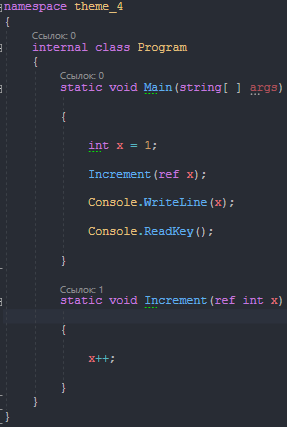 namespace theme_4
{
Ссылок: 0
internal class Program
{
Ссылок: 0
static void Main(string[ ] args)
{
int x = 1;
Increment(ref x);
Console.WriteLine(x);
Console.ReadKey();
}
Ссылок: 1
static void Increment(ref int x)
{
x++;
}
}
}